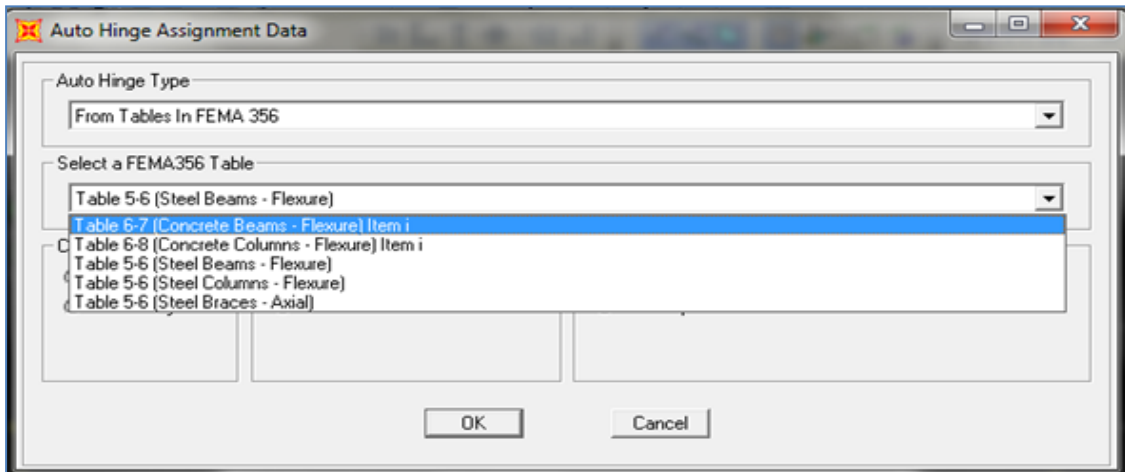 Auto Hinge Assignment Data
Auto Hinge Type
From Tables In FEMA 356
Select a FEMA356 Table
Table 5-6 (Steel Beams - Flexure)
Table 6-7 (Concrete Beams - Flexure) Item i
Table 6-8 (Concrete Columns - Flexure) Item i
Table 5-6 (Steel Beams - Flexure)
Table 5-6 (Steel Columns - Flexure)
Table 5-6 (Steel Braces - Axial)
OK Cancel